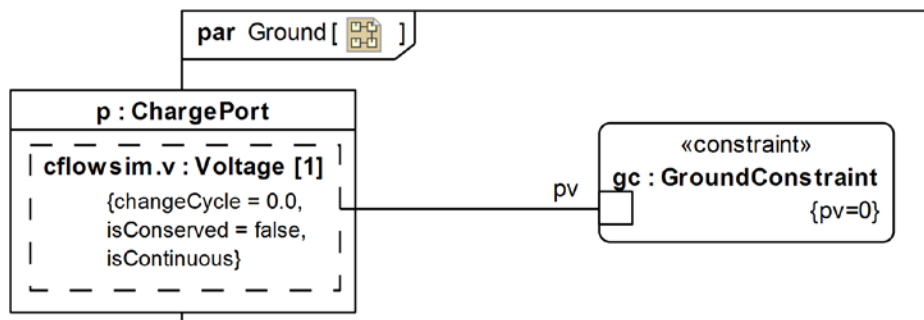 par Ground [ ]
p : ChargePort
cflowsim.v : Voltage [1]
{changeCycle = 0.0,
isConserved = false,
isContinuous}
pv
«constraint»
gc : GroundConstraint
{pv=0}